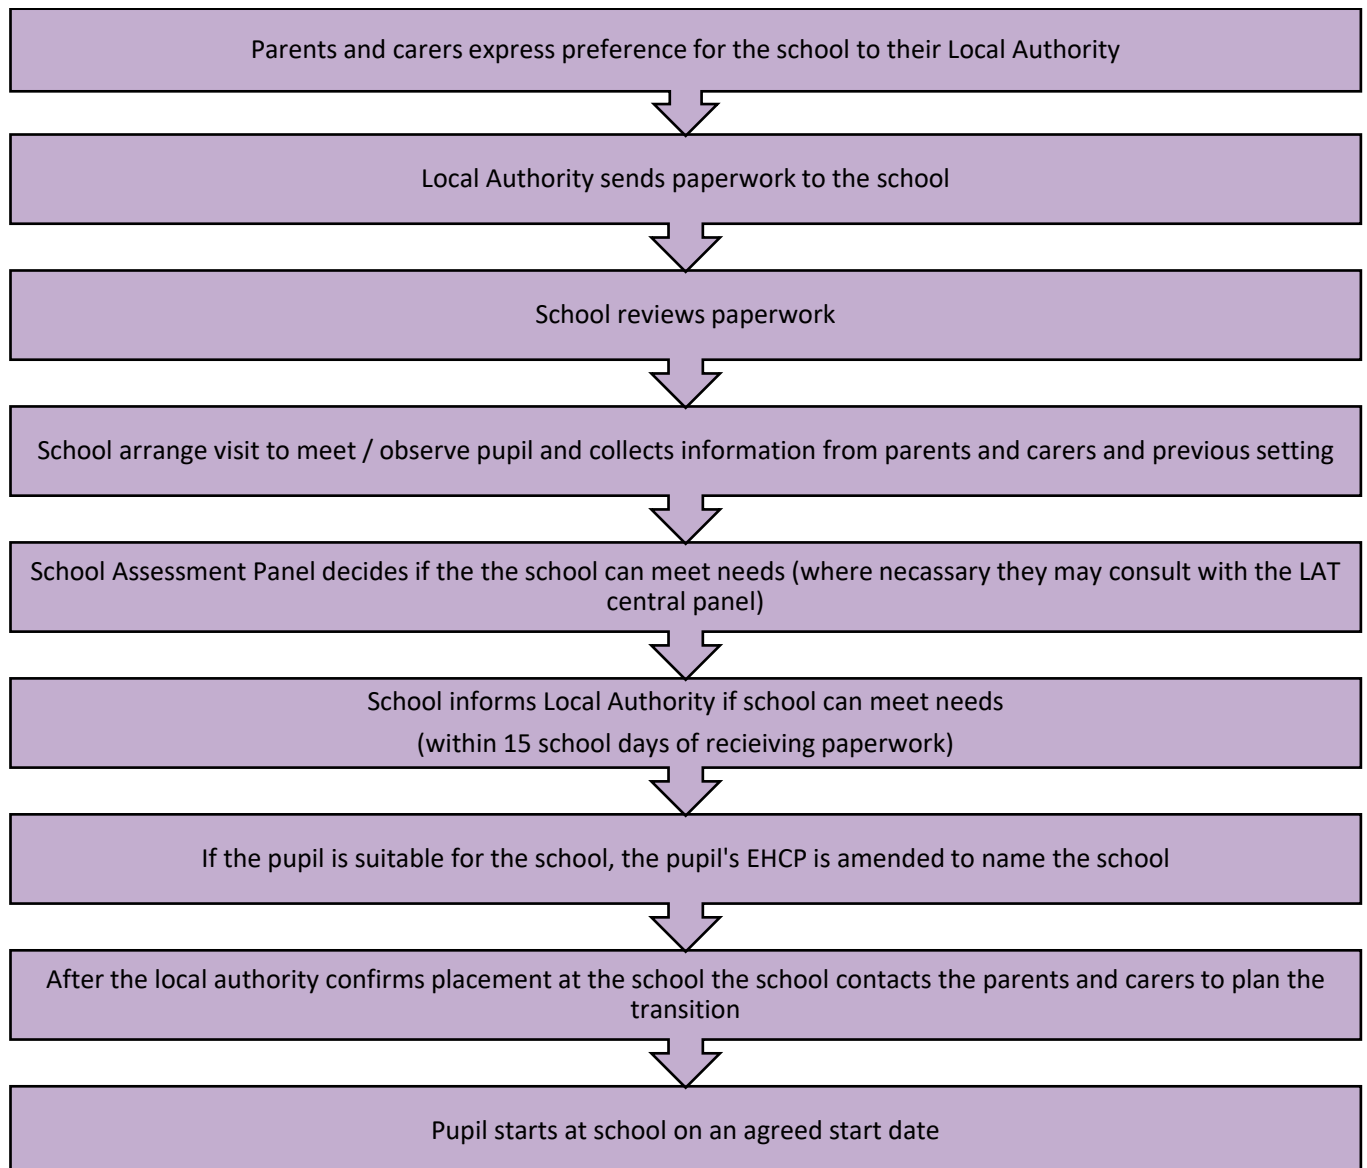 Parents and carers express preference for the school to their Local Authority
Local Authority sends paperwork to the school
School reviews paperwork
School arrange visit to meet / observe pupil and collects information from parents and carers and previous setting
School Assessment Panel decides if the the school can meet needs (where necassary they may consult with the LAT
central panel)
School informs Local Authority if school can meet needs
(within 15 school days of recieiving paperwork)
If the pupil is suitable for the school, the pupil's EHCP is amended to name the school
After the local authority confirms placement at the school the school contacts the parents and carers to plan the
transition
Pupil starts at school on an agreed start date